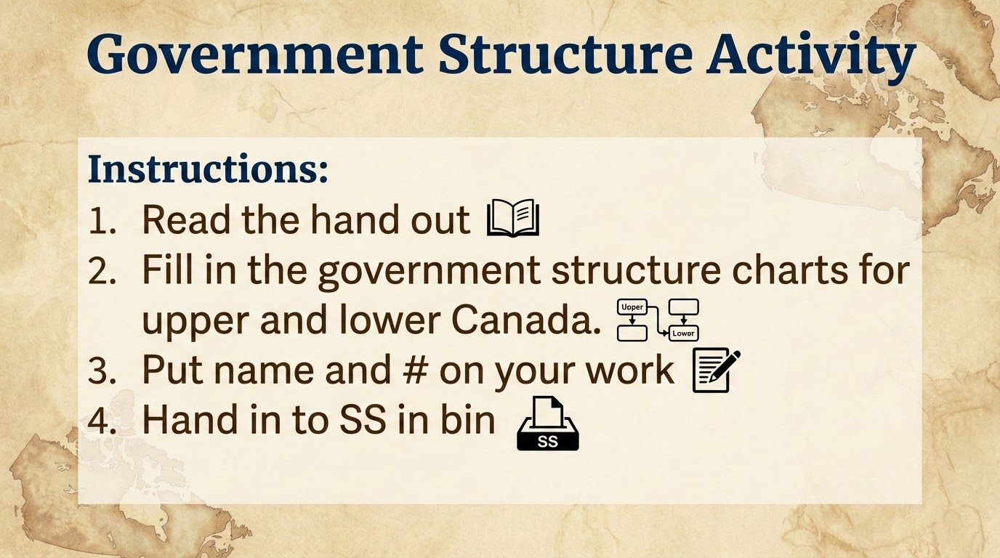 Government Structure Activity
Instructions:
1. Read the hand out
2. Fill in the government structure charts for
upper and lower Canada.
Uoper
Lower
3. Put name and # on your work
4. Hand in to SS in bin
SS